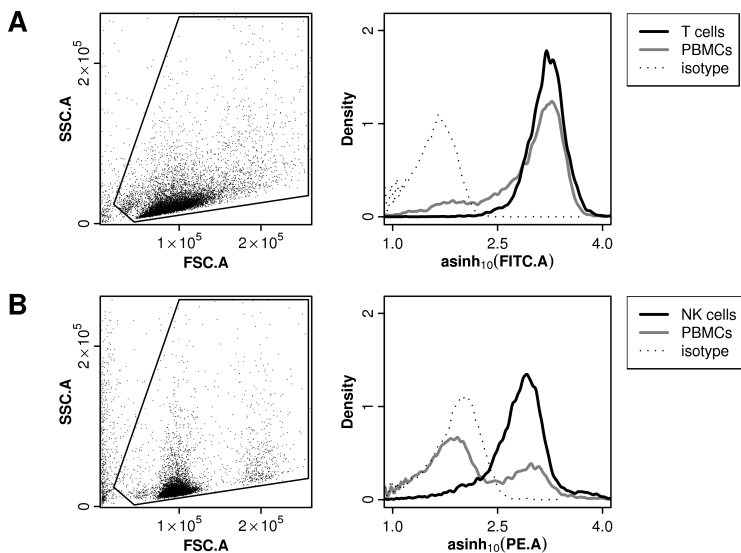 A
SSC.A
2×10⁵
0
1×10⁵ 2×10⁵
FSC.A
Density
2
1
0
1.0 2.5 4.0
asinh₁₀(FITC.A)
T cells
PBMCs
isotype
B
SSC.A
2×10⁵
0
1×10⁵ 2×10⁵
FSC.A
Density
2
1
0
1.0 2.5 4.0
asinh₁₀(PE.A)
NK cells
PBMCs
isotype